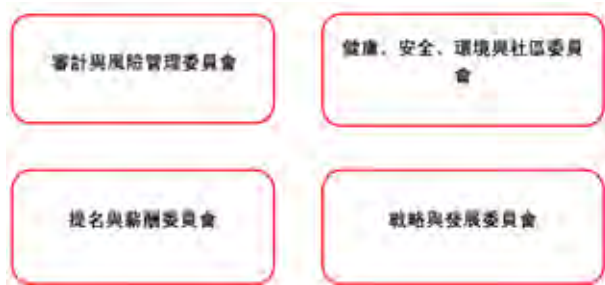 審計與風險管理委員會
健康、安全、環境與社區委員
會
提名與薪酬委員會
戰略與發展委員會